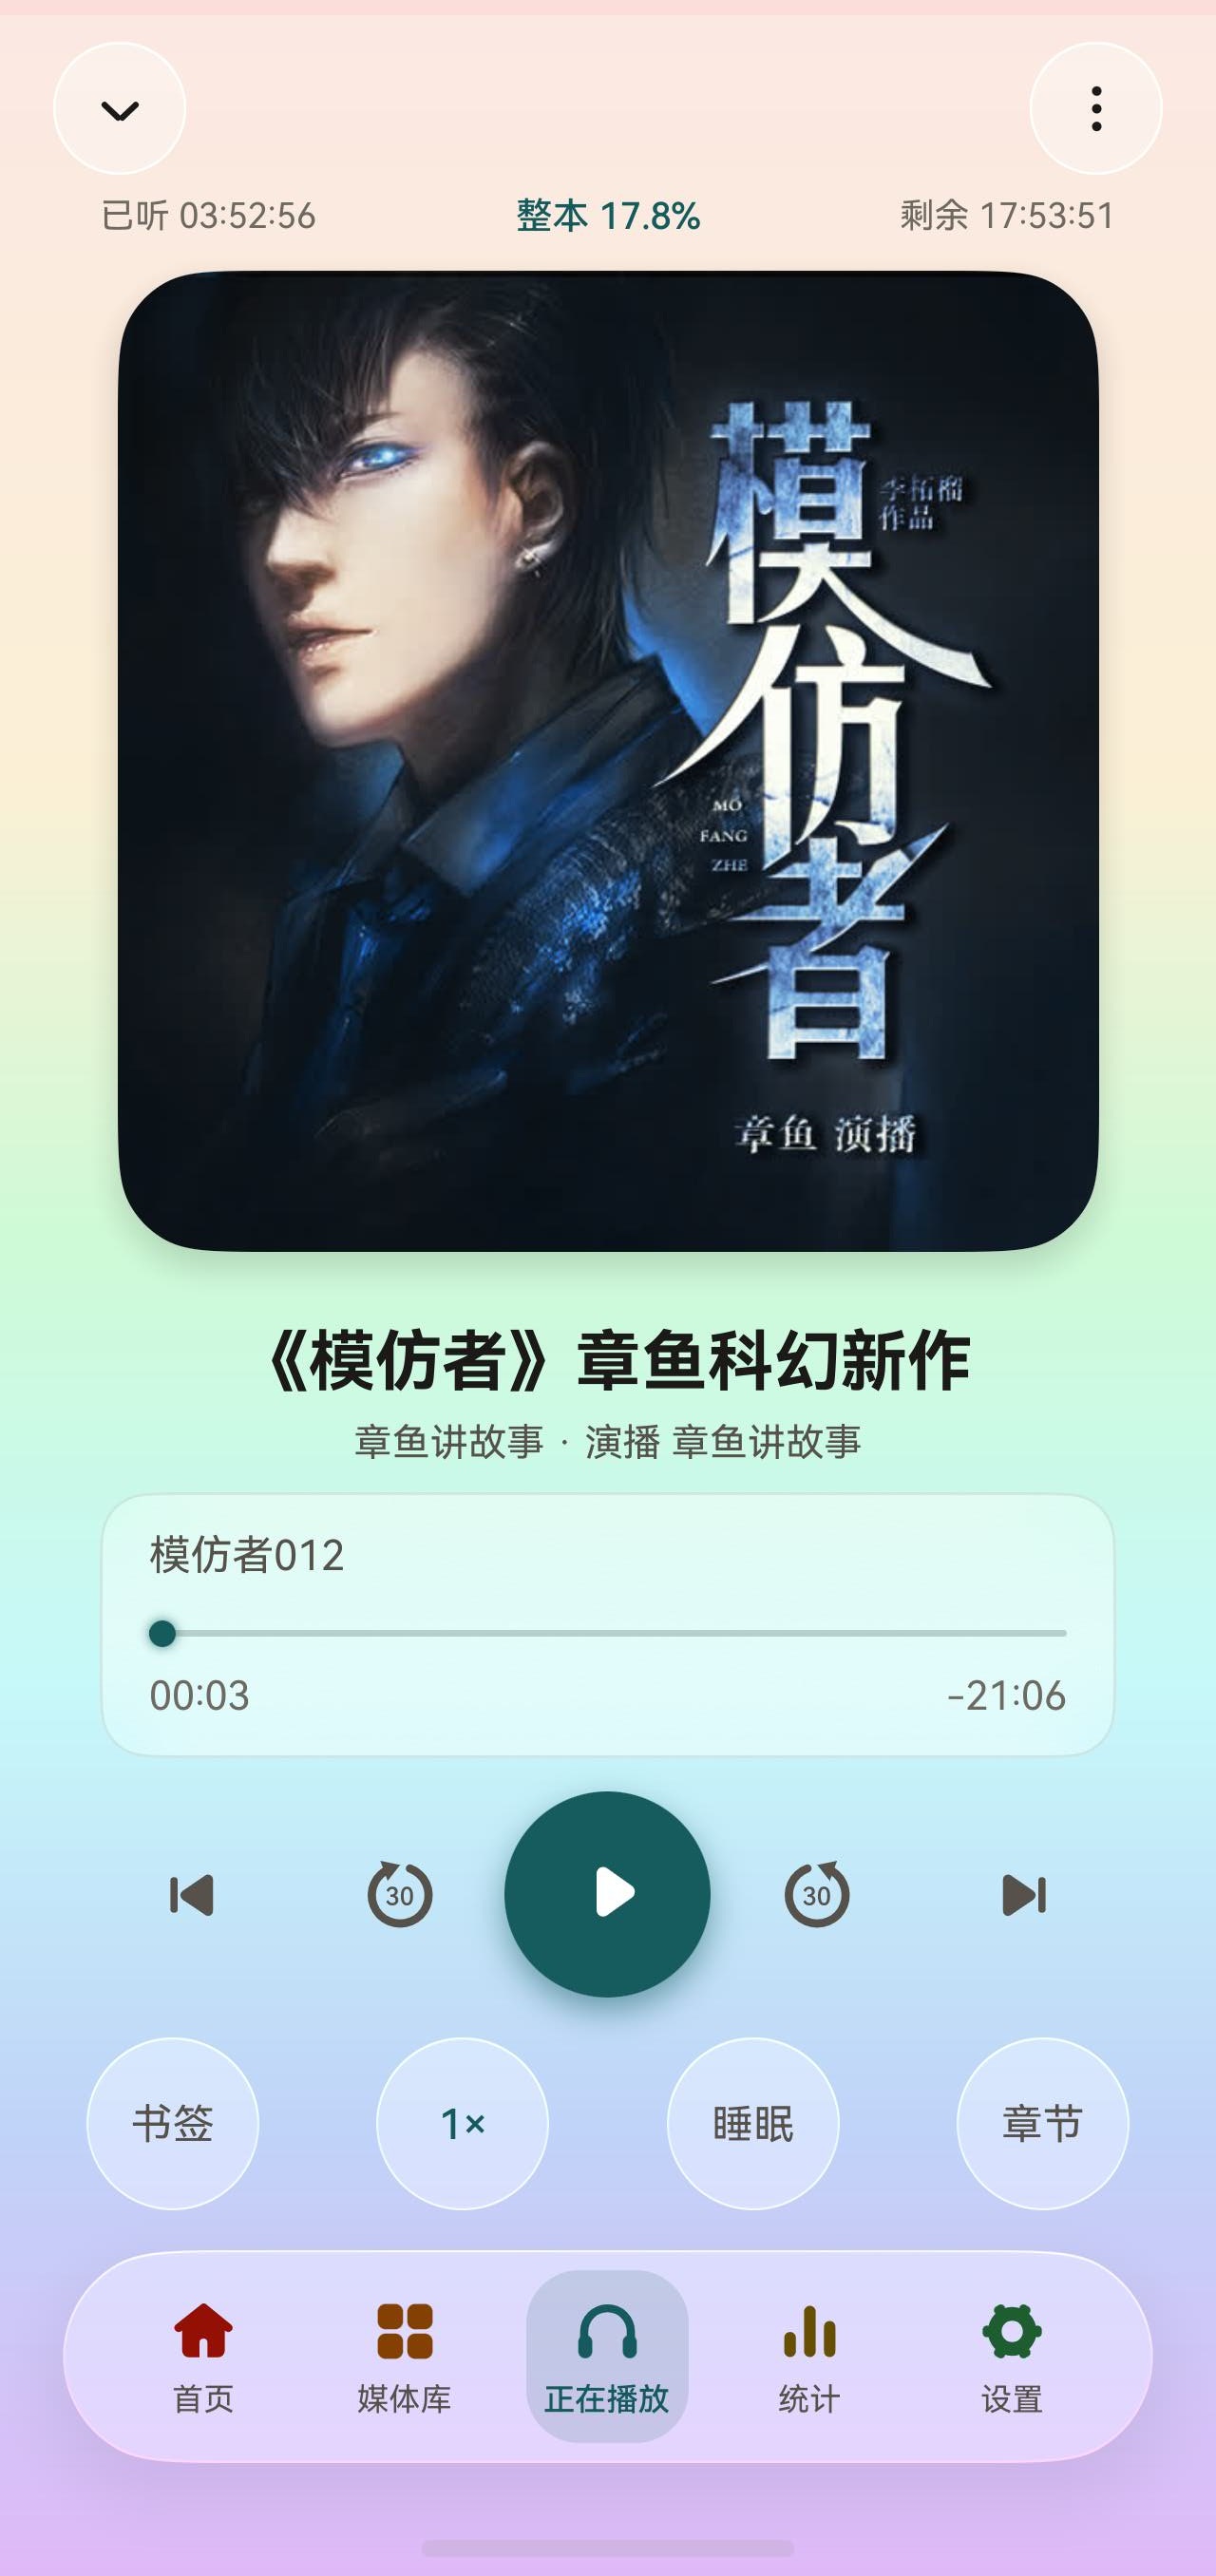 已听 03:52:56
整本 17.8%
剩余 17:53:51
模仿者
李拓榴
作品
MO
FANG
ZHE
章鱼 演播
《模仿者》章鱼科幻新作
章鱼讲故事 · 演播 章鱼讲故事
模仿者012
00:03
-21:06
30
30
书签
1×
睡眠
章节
首页
媒体库
正在播放
统计
设置